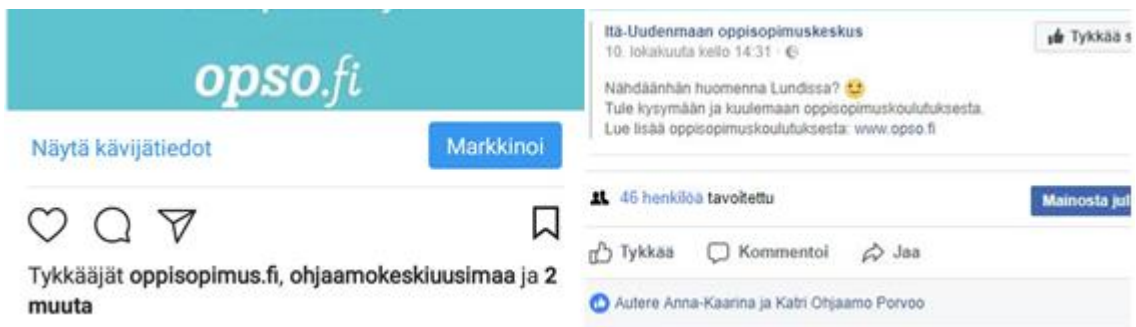 opso.fi
Näytä kävijätiedot
Markkinoi
Tykkääjät oppisopimus.fi, ohjaamokeskiuusimaa ja 2
muuta
Itä-Uudenmaan oppisopimuskeskus
Tykkää s
10. lokakuuta kello 14:31
Nähdäänhän huomenna Lundissa?
Tule kysymään ja kuulemaan oppisopimuskoulutuksesta.
Lue lisää oppisopimuskoulutuksesta: www.opso.fi
46 henkilöä tavoitettu
Mainosta jul
Tykkää Kommentoi Jaa
Autere Anna-Kaarina ja Katri Ohjaamo Porvoo